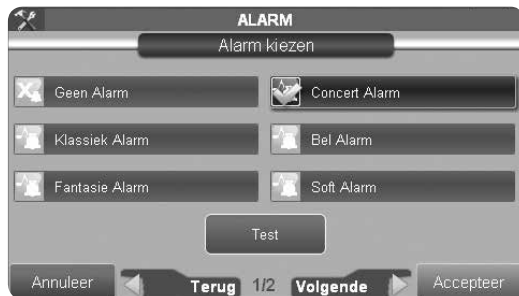 ALARM
Alarm kiezen
Geen Alarm
Concert Alarm
Klassiek Alarm
Bel Alarm
Fantasie Alarm
Soft Alarm
Test
Annuleer
Terug 1/2 Volgende
Accepteer